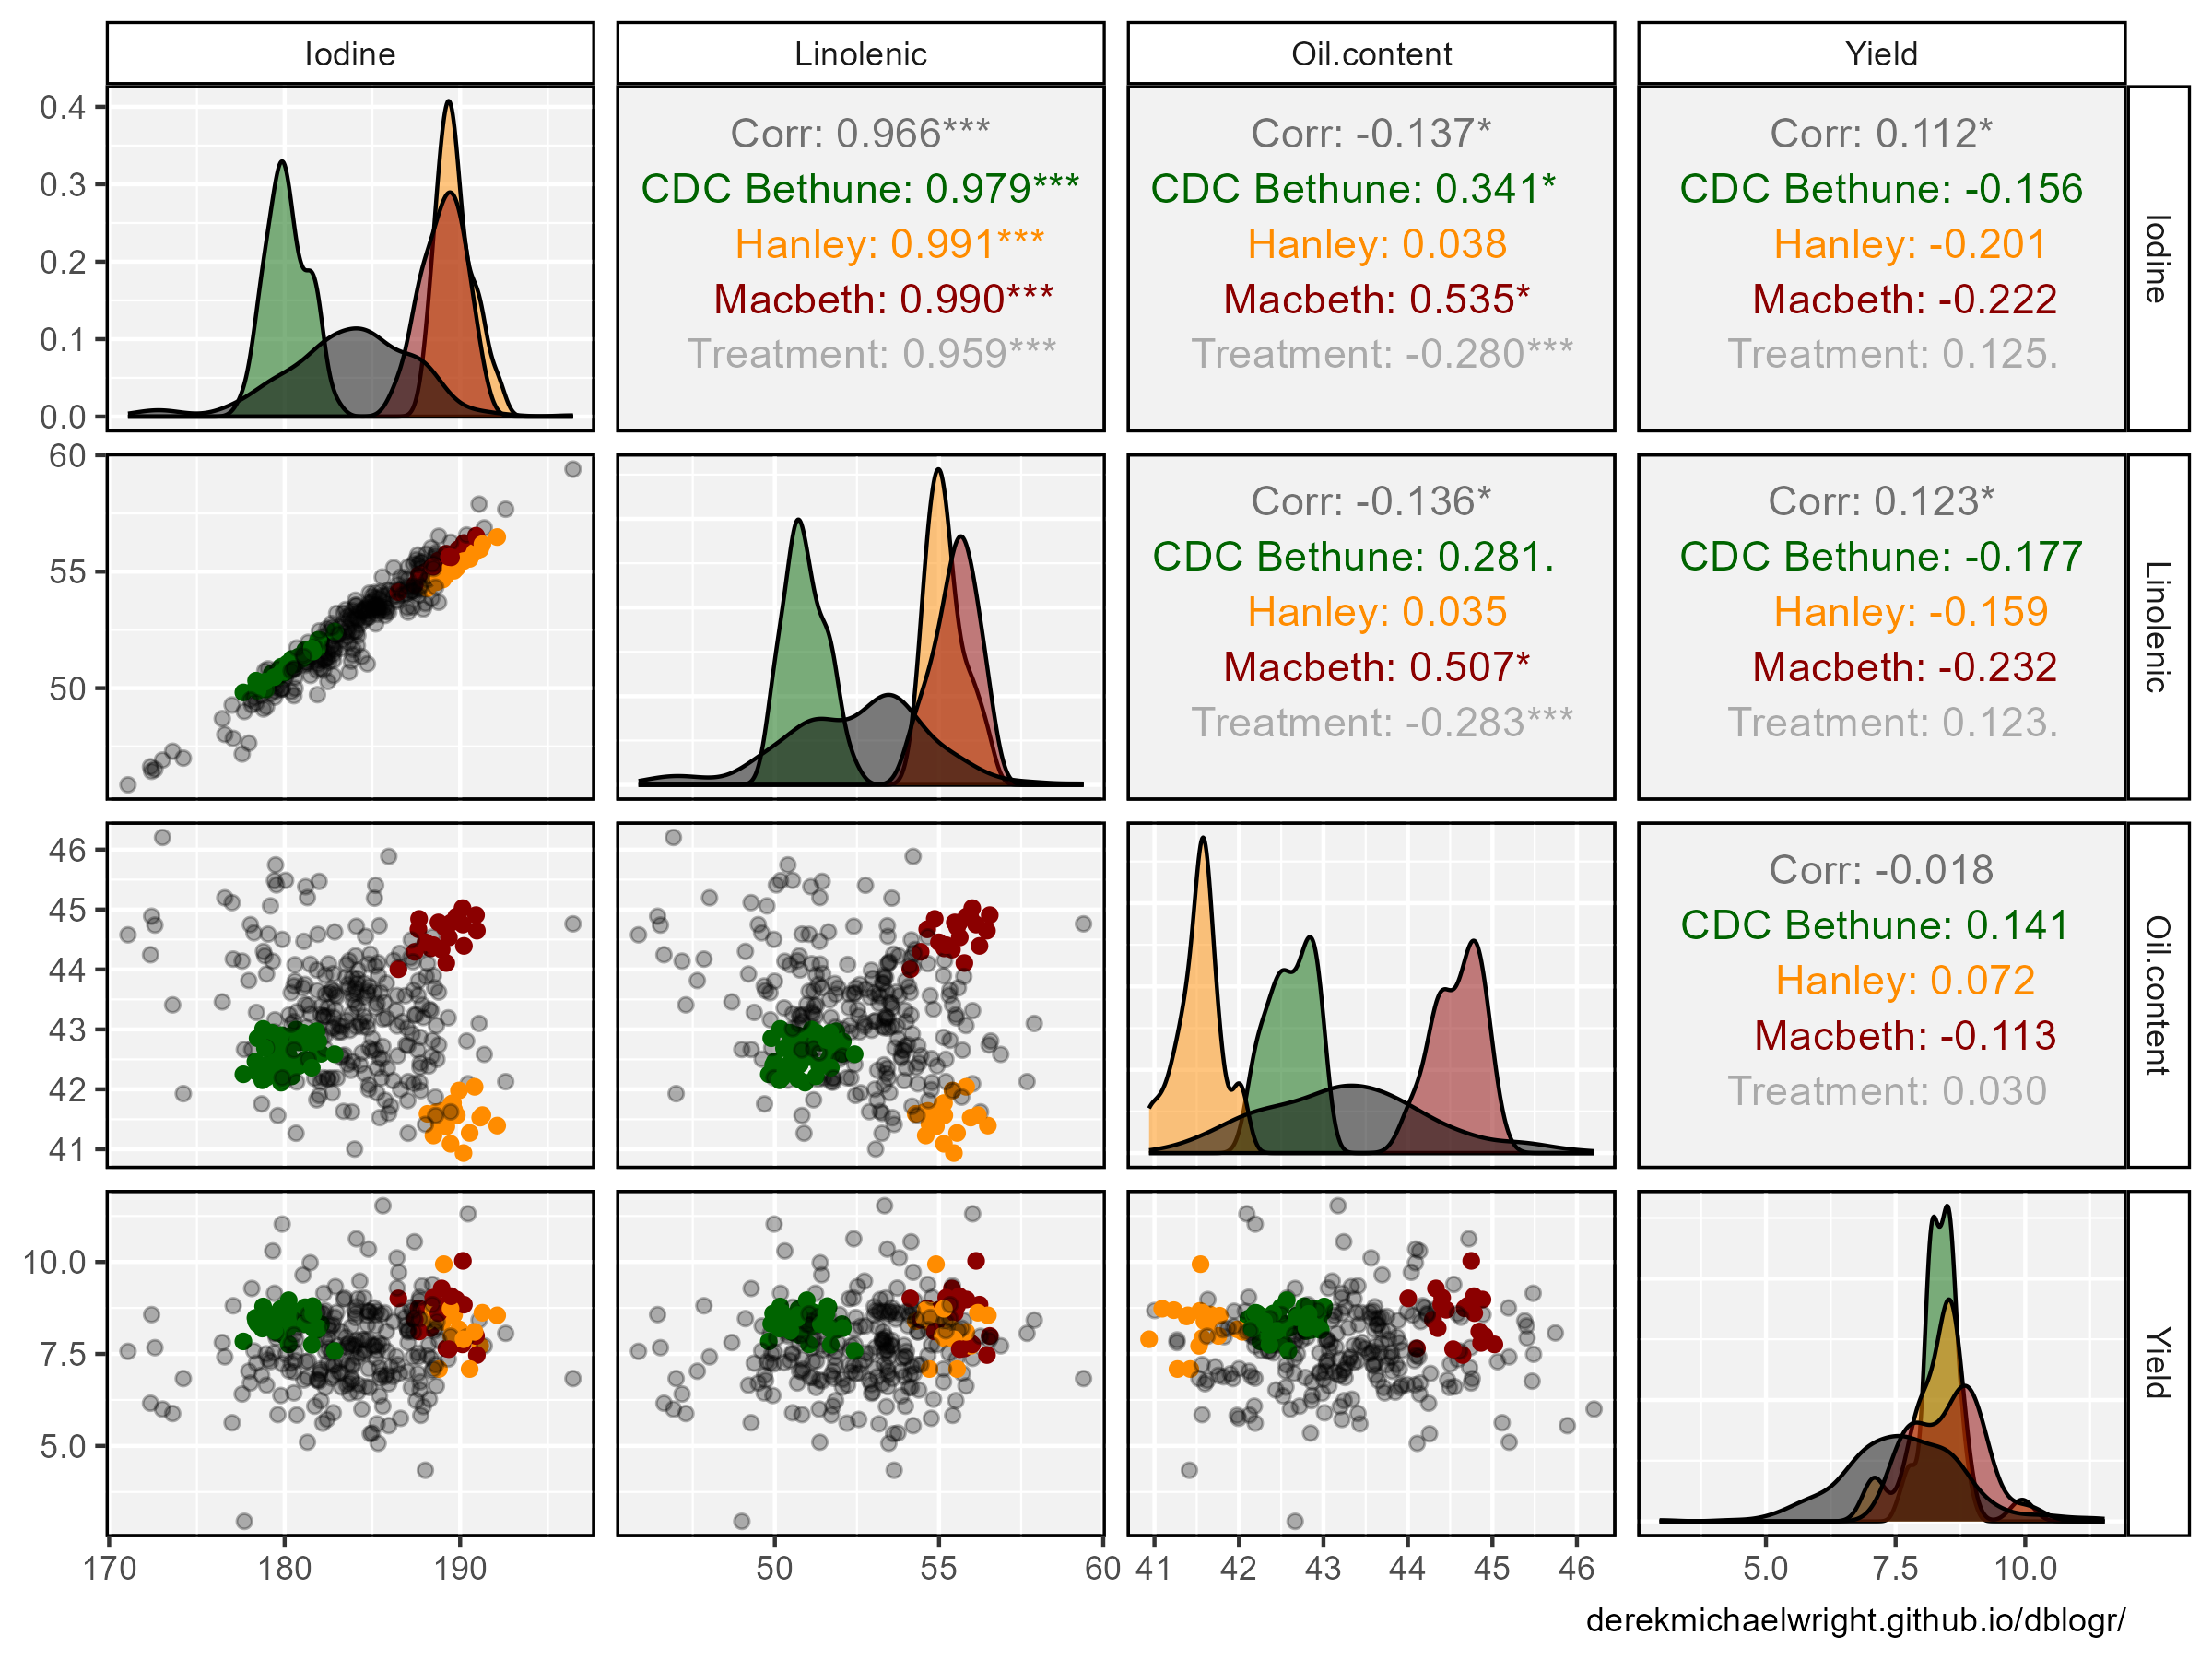 Iodine
Linolenic
Oil.content
Yield
0.4
0.3
0.2
0.1
0.0
Corr: 0.966***
CDC Bethune: 0.979***
Hanley: 0.991***
Macbeth: 0.990***
Treatment: 0.959***
Corr: -0.137*
CDC Bethune: 0.341*
Hanley: 0.038
Macbeth: 0.535*
Treatment: -0.280***
Corr: 0.112*
CDC Bethune: -0.156
Hanley: -0.201
Macbeth: -0.222
Treatment: 0.125.
Iodine
60
55
50
Corr: -0.136*
CDC Bethune: 0.281.
Hanley: 0.035
Macbeth: 0.507*
Treatment: -0.283***
Corr: 0.123*
CDC Bethune: -0.177
Hanley: -0.159
Macbeth: -0.232
Treatment: 0.123.
Linolenic
46
45
44
43
42
41
Corr: -0.018
CDC Bethune: 0.141
Hanley: 0.072
Macbeth: -0.113
Treatment: 0.030
Oil.content
10.0
7.5
5.0
Yield
170 180 190
50 55 60
41 42 43 44 45 46
5.0 7.5 10.0
derekmichaelwright.github.io/dblogr/